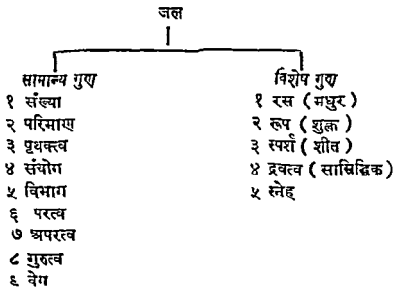 जल
सामान्य गुण
१ संख्या
२ परिमाण
३ पृथक्त्व
४ संयोग
५ विभाग
६ परत्व
७ अपरत्व
८ गुरुत्व
९ वेग
विशेष गुण
१ रस (मधुर)
२ रूप (शुक्ल)
३ स्पर्श (शीत)
४ द्रवत्व (साम्रिद्धिक)
५ स्नेह